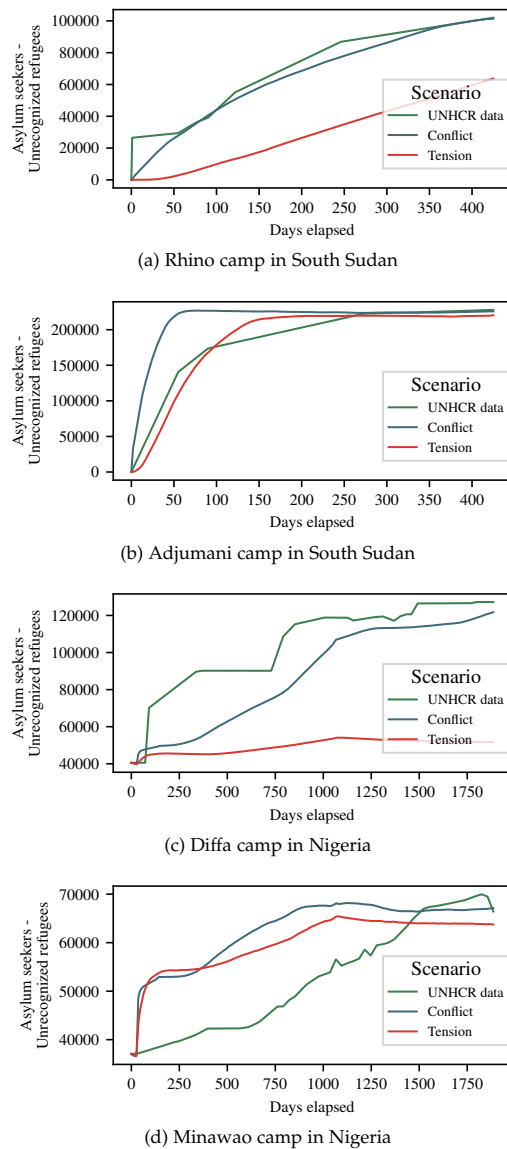 Asylum seekers -
Unrecognized refugees
100000
80000
60000
40000
20000
0
Scenario
UNHCR data
Conflict
Tension
0 50 100 150 200 250 300 350 400
Days elapsed
(a) Rhino camp in South Sudan
Asylum seekers -
Unrecognized refugees
200000
150000
100000
50000
0
Scenario
UNHCR data
Conflict
Tension
0 50 100 150 200 250 300 350 400
Days elapsed
(b) Adjumani camp in South Sudan
Asylum seekers -
Unrecognized refugees
120000
100000
80000
60000
40000
Scenario
UNHCR data
Conflict
Tension
0 250 500 750 1000 1250 1500 1750
Days elapsed
(c) Diffa camp in Nigeria
Asylum seekers -
Unrecognized refugees
70000
60000
50000
40000
Scenario
UNHCR data
Conflict
Tension
0 250 500 750 1000 1250 1500 1750
Days elapsed
(d) Minawao camp in Nigeria